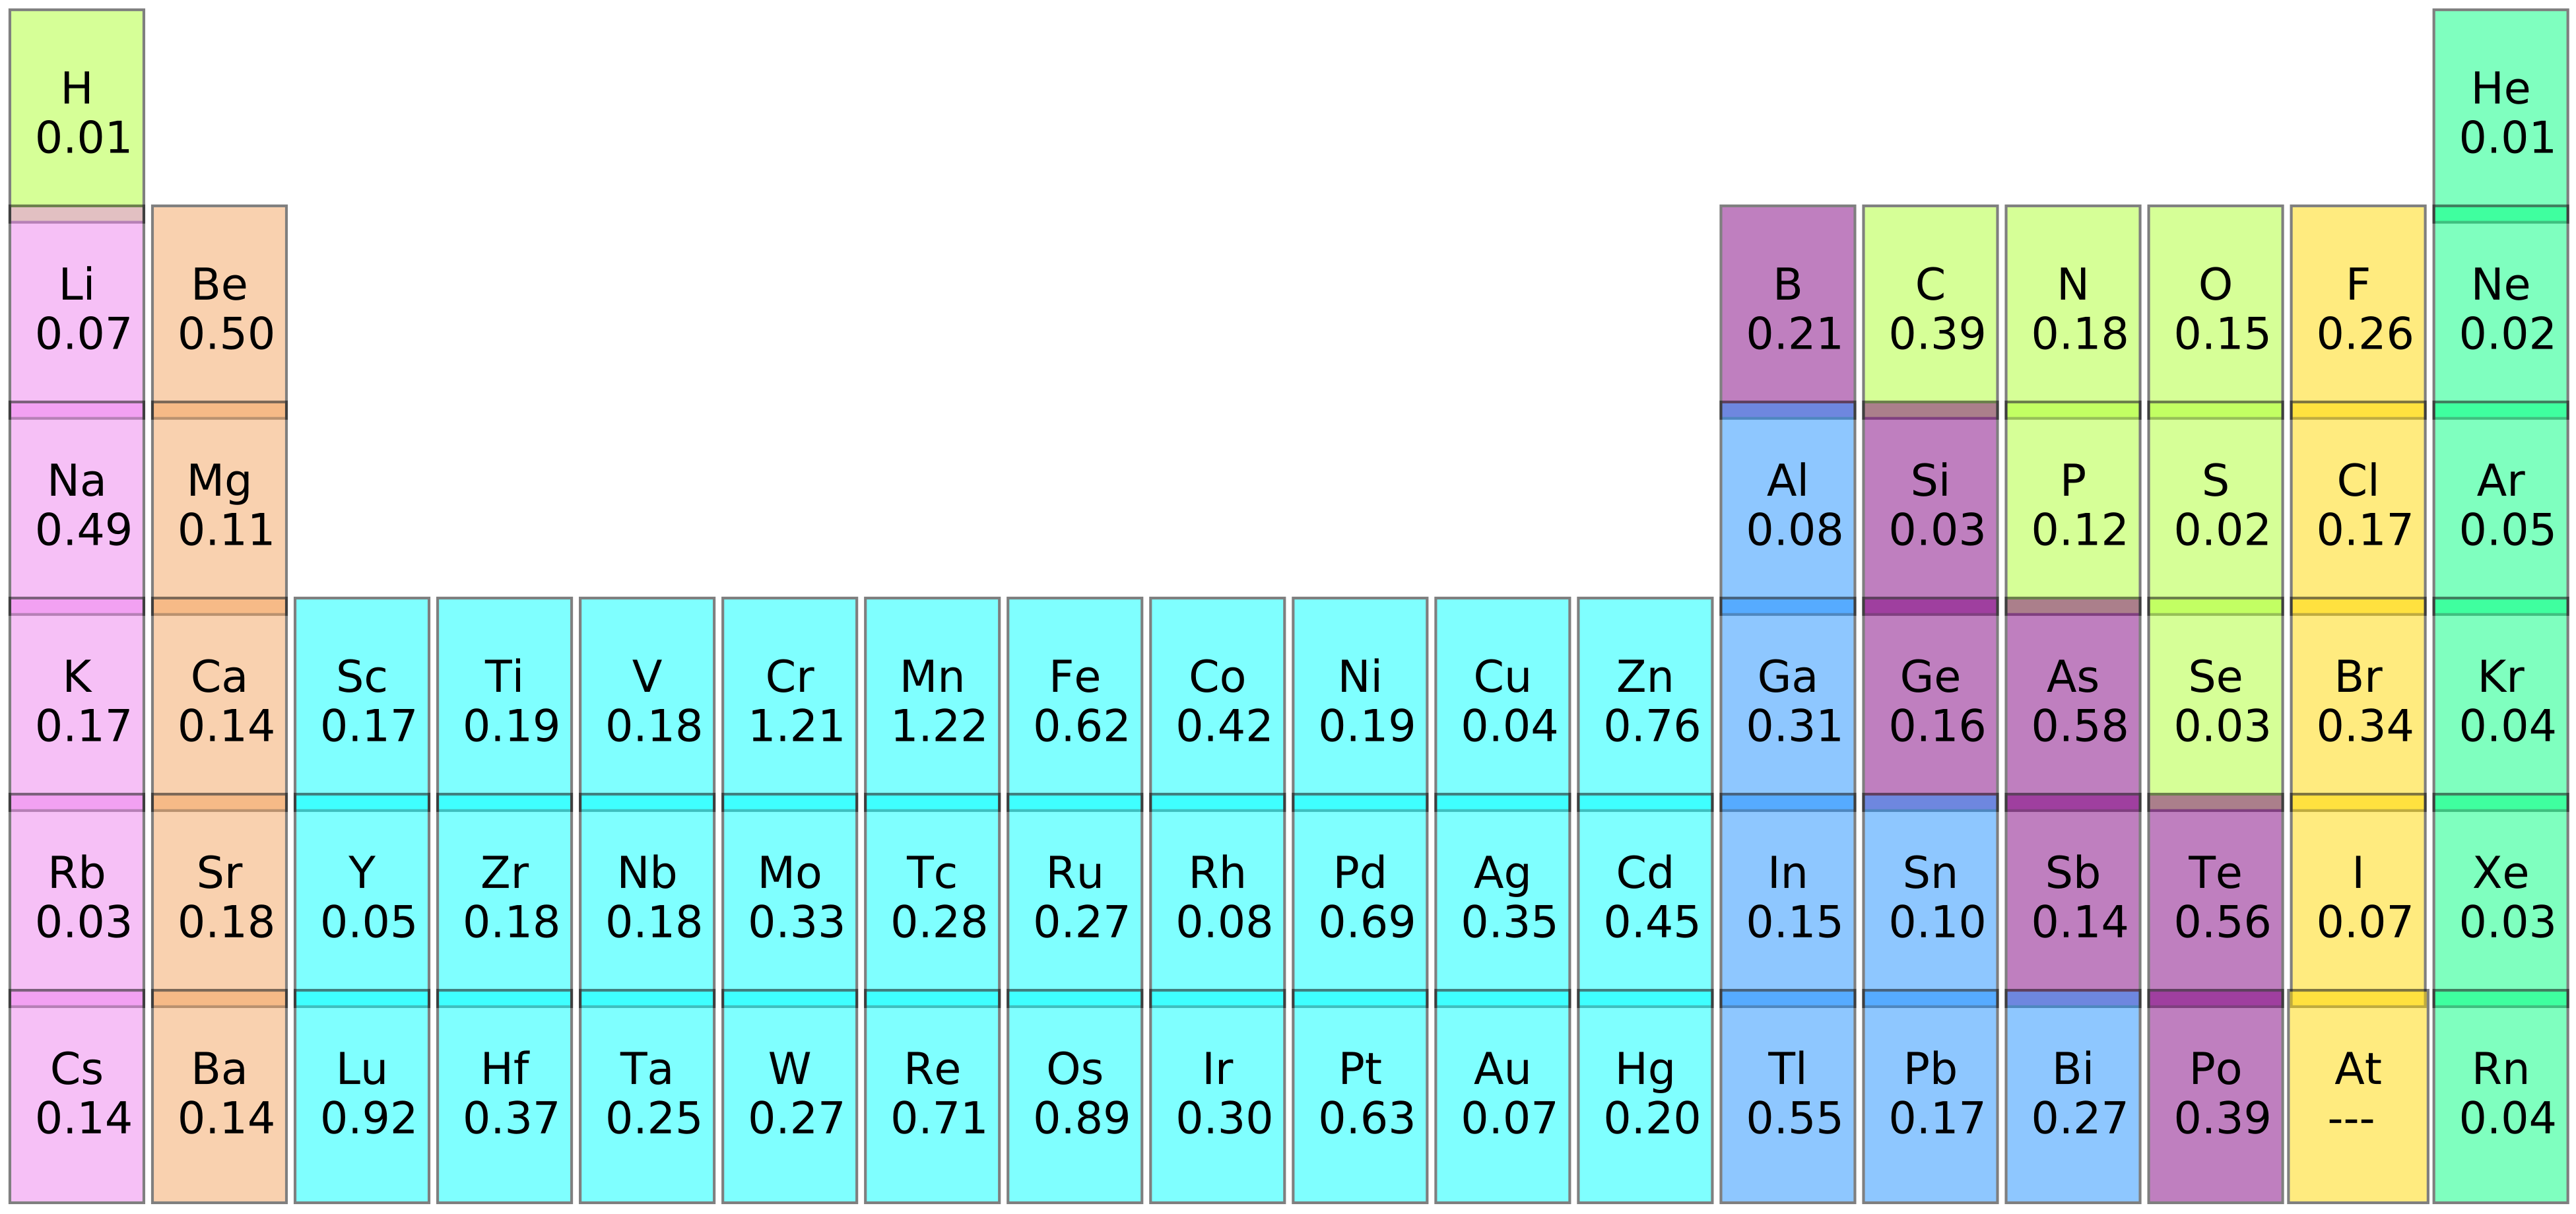 H He
0.01 0.01
Li Be B C N O F Ne
0.07 0.50 0.21 0.39 0.18 0.15 0.26 0.02
Na Mg Al Si P S Cl Ar
0.49 0.11 0.08 0.03 0.12 0.02 0.17 0.05
K Ca Sc Ti V Cr Mn Fe Co Ni Cu Zn Ga Ge As Se Br Kr
0.17 0.14 0.17 0.19 0.18 1.21 1.22 0.62 0.42 0.19 0.04 0.76 0.31 0.16 0.58 0.03 0.34 0.04
Rb Sr Y Zr Nb Mo Tc Ru Rh Pd Ag Cd In Sn Sb Te I Xe
0.03 0.18 0.05 0.18 0.18 0.33 0.28 0.27 0.08 0.69 0.35 0.45 0.15 0.10 0.14 0.56 0.07 0.03
Cs Ba Lu Hf Ta W Re Os Ir Pt Au Hg Tl Pb Bi Po At Rn
0.14 0.14 0.92 0.37 0.25 0.27 0.71 0.89 0.30 0.63 0.07 0.20 0.55 0.17 0.27 0.39 --- 0.04